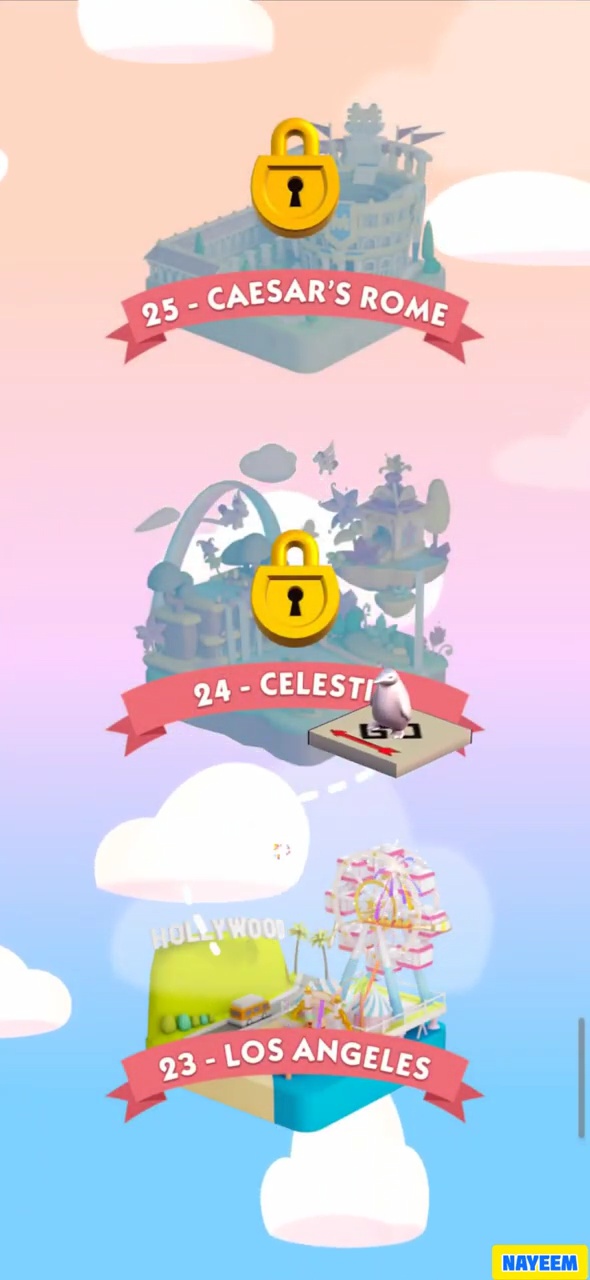 25 - CAESAR'S ROME
24 - CELESTI
GO
HOLLYWOOD
23 - LOS ANGELES
NAYEEM